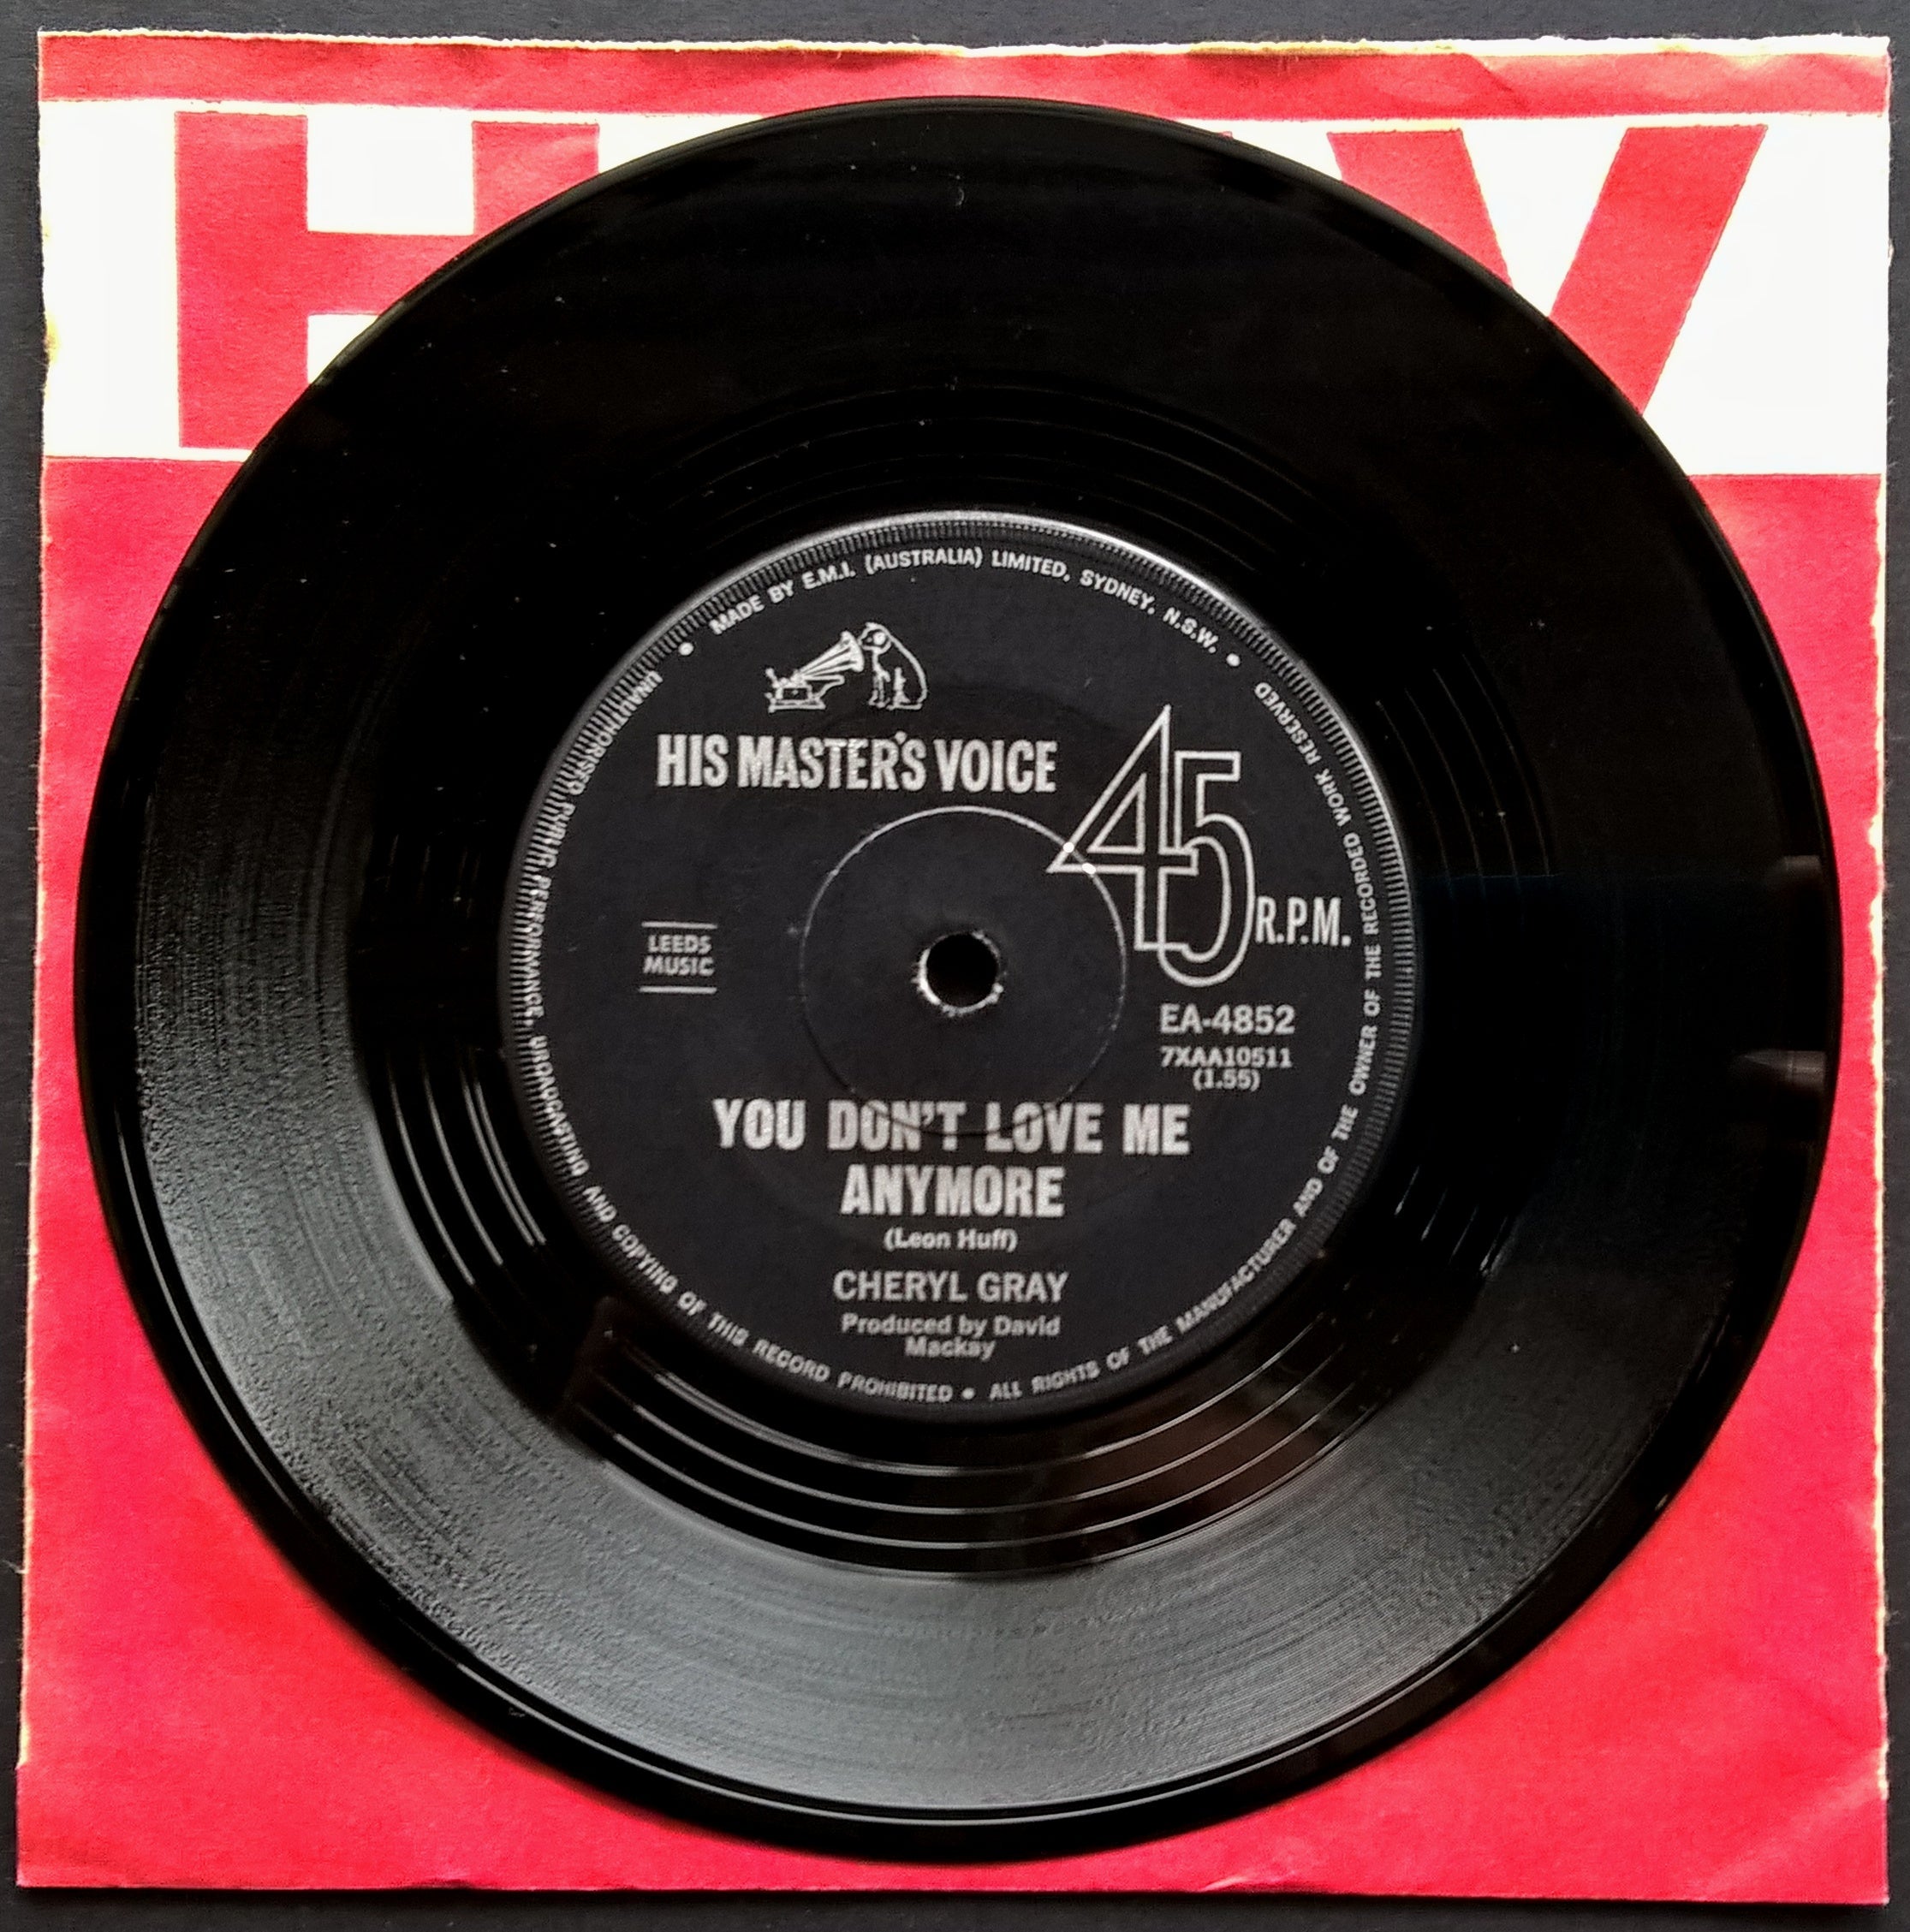 MADE BY E.M.I. (AUSTRALIA) LIMITED, SYDNEY, N.S.W. •
HIS MASTER'S VOICE
45
R.P.M.
LEEDS
MUSIC
EA-4852
7XAA10511
(1.55)
YOU DON'T LOVE ME
ANYMORE
(Leon Huff)
CHERYL GRAY
Produced by David
Mackay
UNAUTHORISED PUBLIC PERFORMANCE, BROADCASTING AND COPYING OF THIS RECORD PROHIBITED • ALL RIGHTS OF THE MANUFACTURER AND OF THE OWNER OF THE RECORDED WORK RESERVED